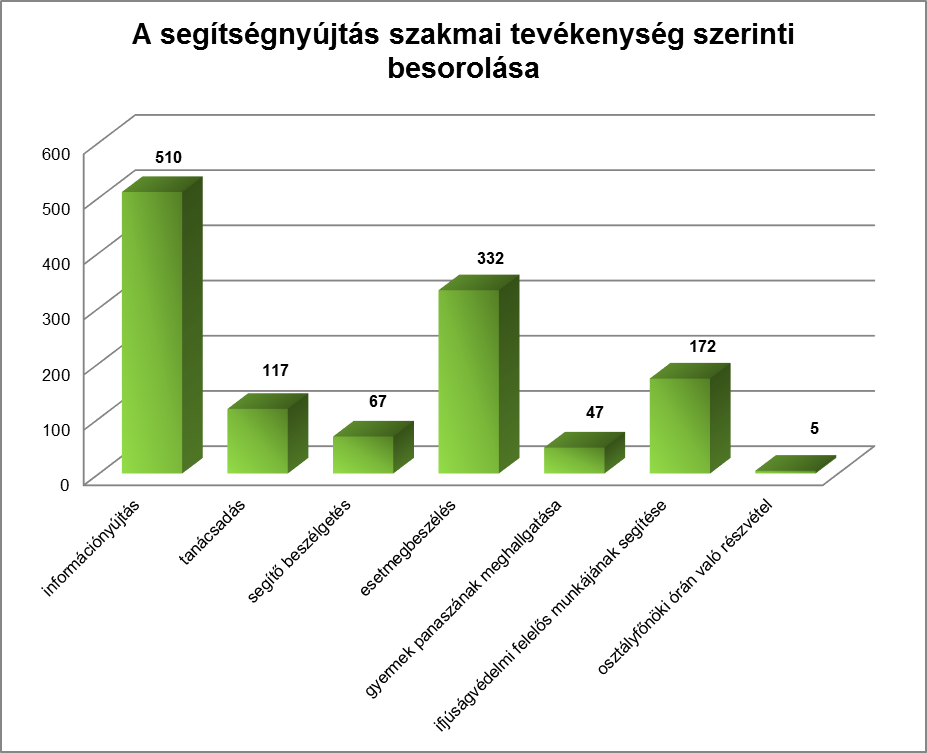 A segítségnyújtás szakmai tevékenység szerinti
besorolása
600
500
400
300
200
100
0
510
117
67
332
47
172
5
információnyújtás
tanácsadás
segítő beszélgetés
esetmegbeszélés
gyermek panaszának meghallgatása
ifjúságvédelmi felelős munkájának segítése
osztályfőnöki órán való részvétel